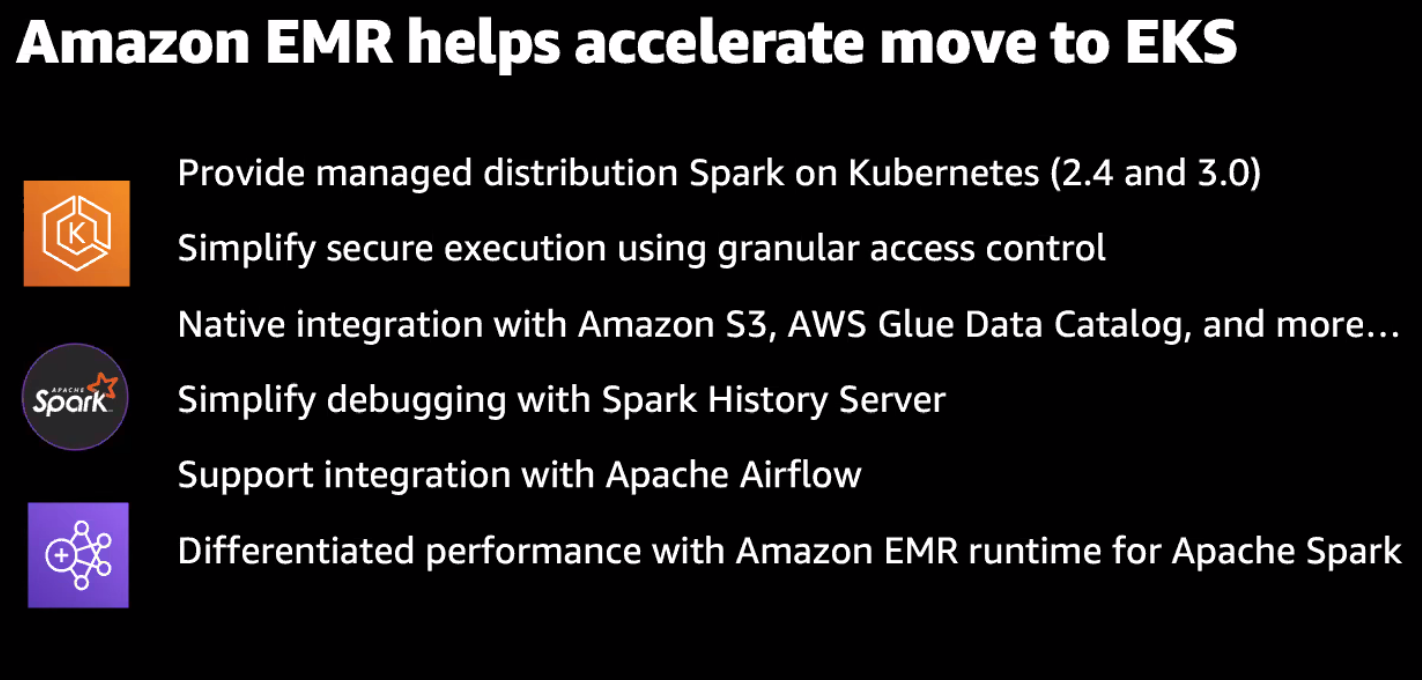 Amazon EMR helps accelerate move to EKS
Provide managed distribution Spark on Kubernetes (2.4 and 3.0)
K
Simplify secure execution using granular access control
Native integration with Amazon S3, AWS Glue Data Catalog, and more...
APACHE
Spark
Simplify debugging with Spark History Server
Support integration with Apache Airflow
Differentiated performance with Amazon EMR runtime for Apache Spark